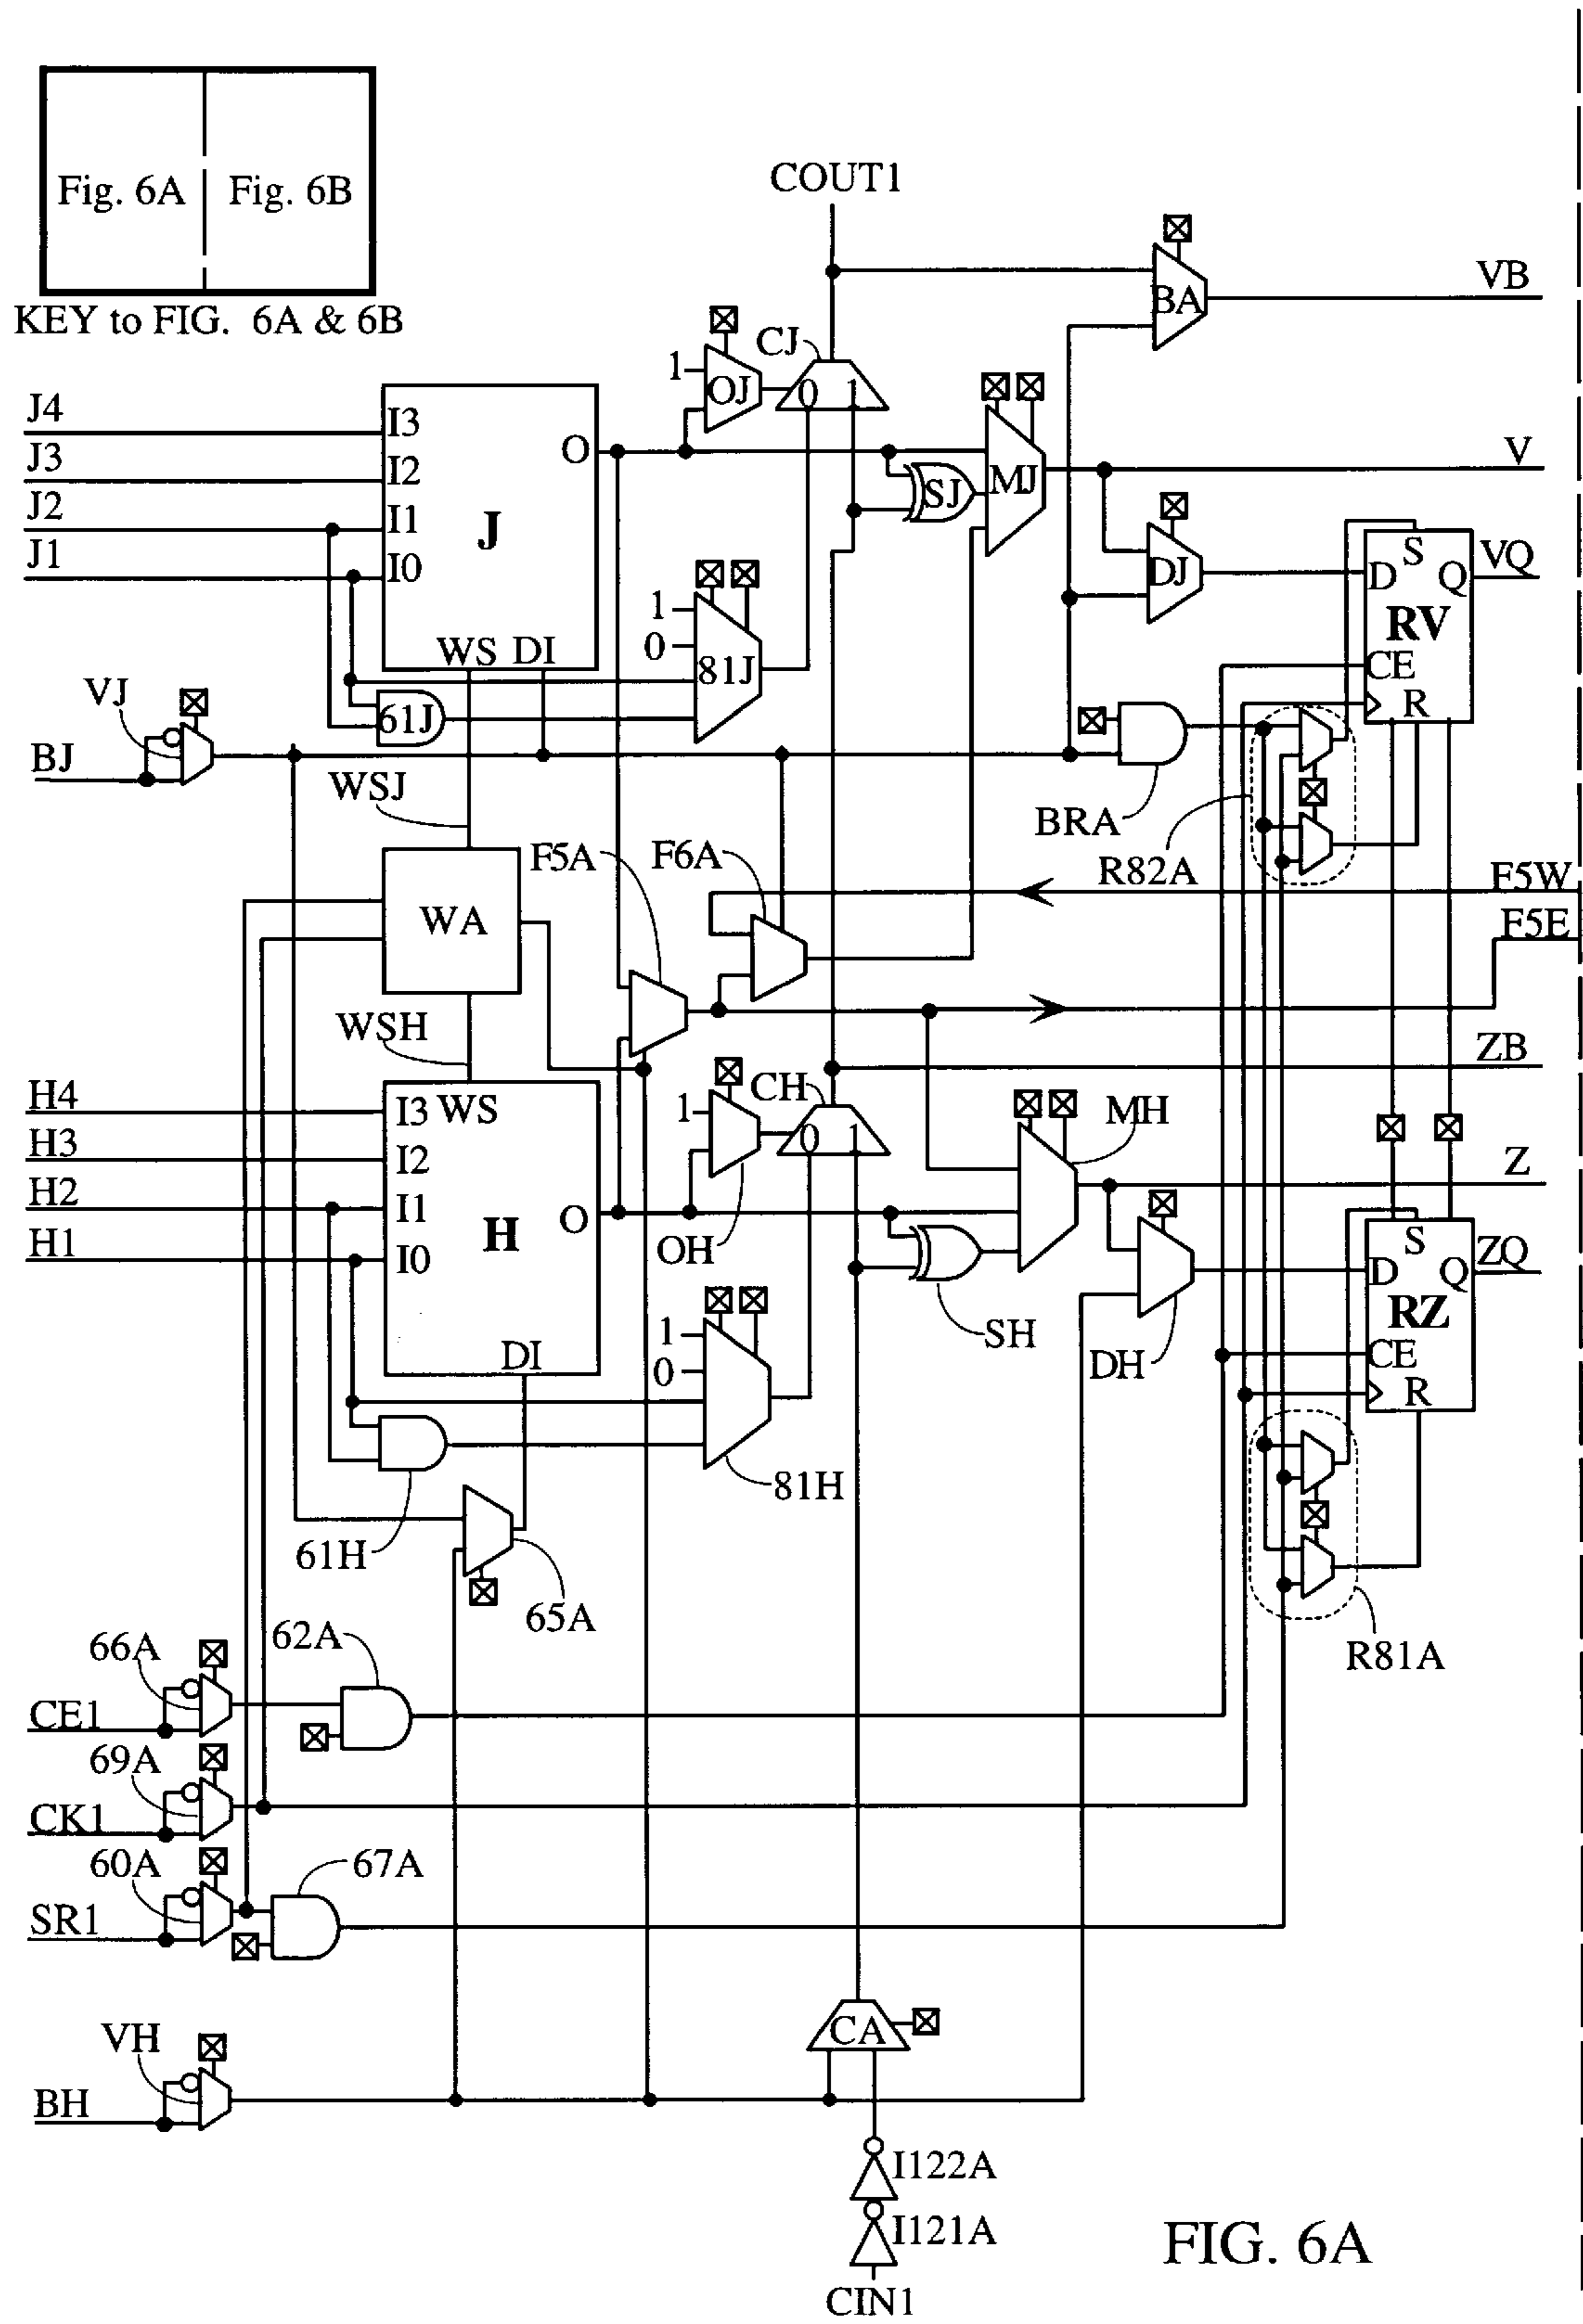 Fig. 6A
Fig. 6B
KEY to FIG. 6A & 6B
COUT1
BA
VB
1
OJ
CJ
0 1
J4
J3
J2
J1
I3
I2
I1
I0
J
O
WS DI
SJ
MJ
V
DJ
S
D
Q
VQ
RV
CE
R
1
0
81J
61J
VJ
BJ
WSJ
BRA
R82A
F5A
F6A
F5W
F5E
WA
WSH
ZB
H4
H3
H2
H1
I3 WS
I2
I1
I0
H
O
DI
1
OH
CH
0 1
MH
Z
SH
DH
S
D
Q
ZQ
RZ
CE
R
1
0
81H
61H
65A
R81A
66A
62A
CE1
69A
CK1
60A
67A
SR1
VH
BH
CA
I122A
I121A
CIN1
FIG. 6A